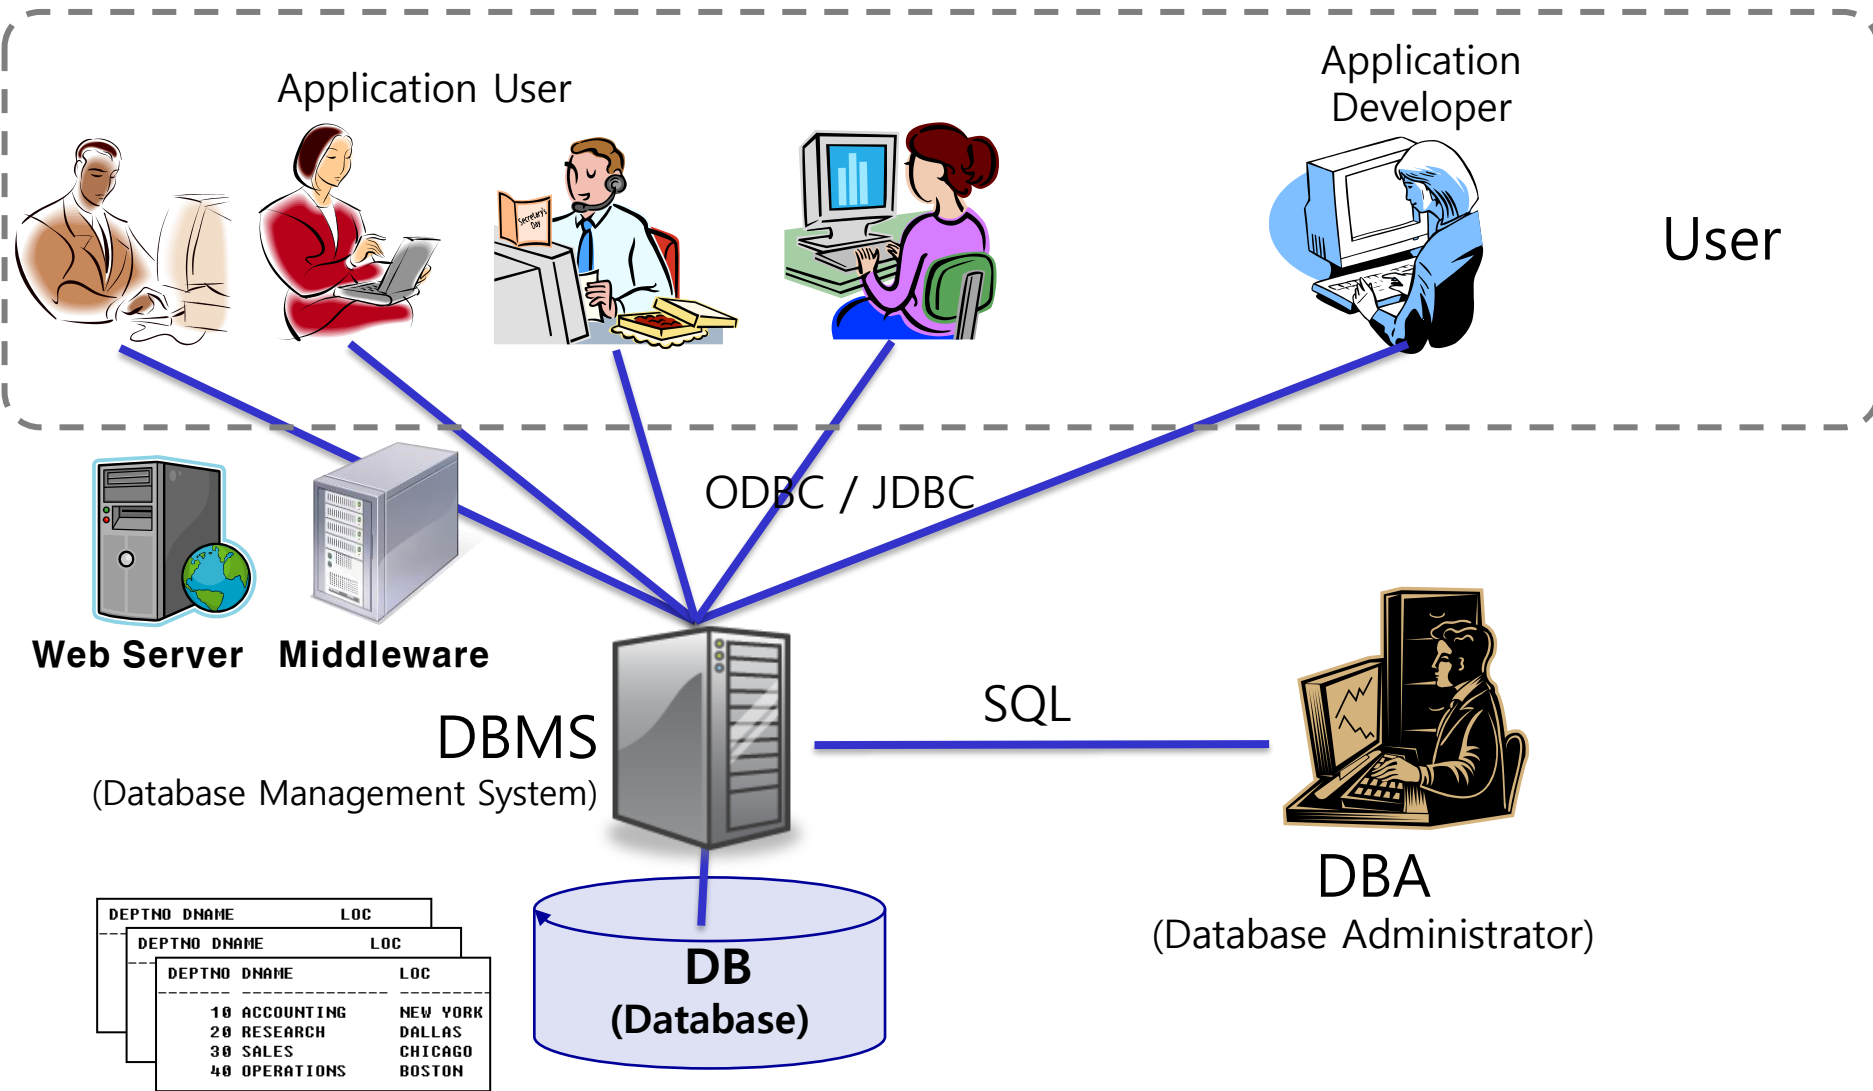 Application User
Application
Developer
Secretary's
Day
User
ODBC / JDBC
Web Server
Middleware
SQL
DBMS
(Database Management System)
DBA
(Database Administrator)
DEPTNO DNAME LOC
DEPTNO DNAME LOC
DEPTNO DNAME LOC
10 ACCOUNTING NEW YORK
20 RESEARCH DALLAS
30 SALES CHICAGO
40 OPERATIONS BOSTON
DB
(Database)